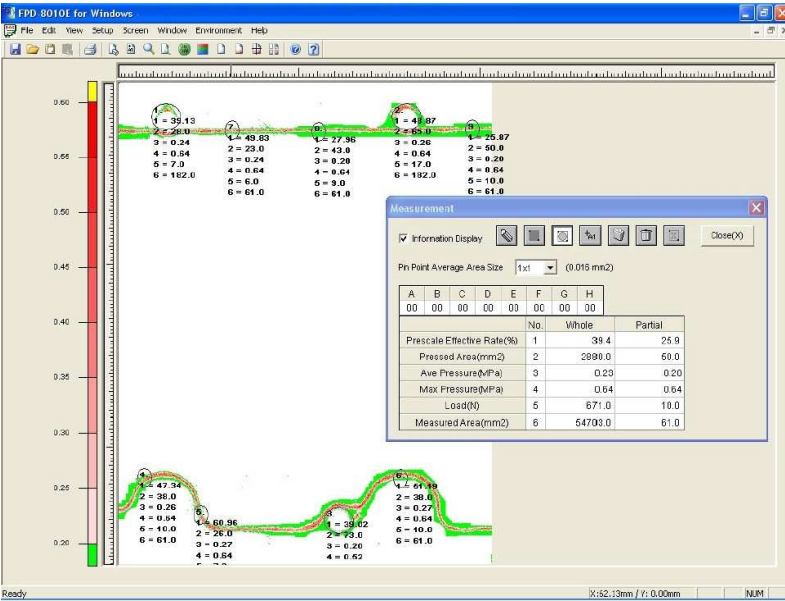 FPD-8010E for Windows
File Edit View Setup Screen Window Environment Help
0.60
0.55
0.50
0.45
0.40
0.35
0.30
0.25
0.20
1 = 35.13
2 = 28.0
3 = 0.24
4 = 0.64
5 = 7.0
6 = 182.0
7
1 = 49.83
2 = 23.0
3 = 0.24
4 = 0.64
5 = 6.0
6 = 61.0
1 = 27.96
2 = 43.0
3 = 0.20
4 = 0.64
5 = 9.0
6 = 61.0
2
2 = 65.0
3 = 0.26
4 = 0.64
5 = 17.0
6 = 182.0
9
1 = 25.87
2 = 50.0
3 = 0.20
4 = 0.64
5 = 10.0
6 = 61.0
Measurement
Information Display
Close(X)
Pin Point Average Area Size 1x1 (0.016 mm2)
A B C D E F G H
00 00 00 00 00 00 00 00
No. Whole Partial
Prescale Effective Rate(%) 1 39.4 25.9
Pressed Area(mm2) 2 2880.0 50.0
Ave Pressure(MPa) 3 0.23 0.20
Max Pressure(MPa) 4 0.64 0.64
Load(N) 5 671.0 10.0
Measured Area(mm2) 6 54703.0 61.0
4
1 = 47.34
2 = 38.0
3 = 0.26
4 = 0.64
5 = 10.0
6 = 61.0
5
1 = 60.96
2 = 26.0
3 = 0.27
4 = 0.64
3
1 = 39.02
2 = 73.0
3 = 0.20
4 = 0.52
6
2 = 38.0
3 = 0.27
4 = 0.64
5 = 10.0
6 = 61.0
Ready
X:62.13mm / Y: 0.00mm
NUM